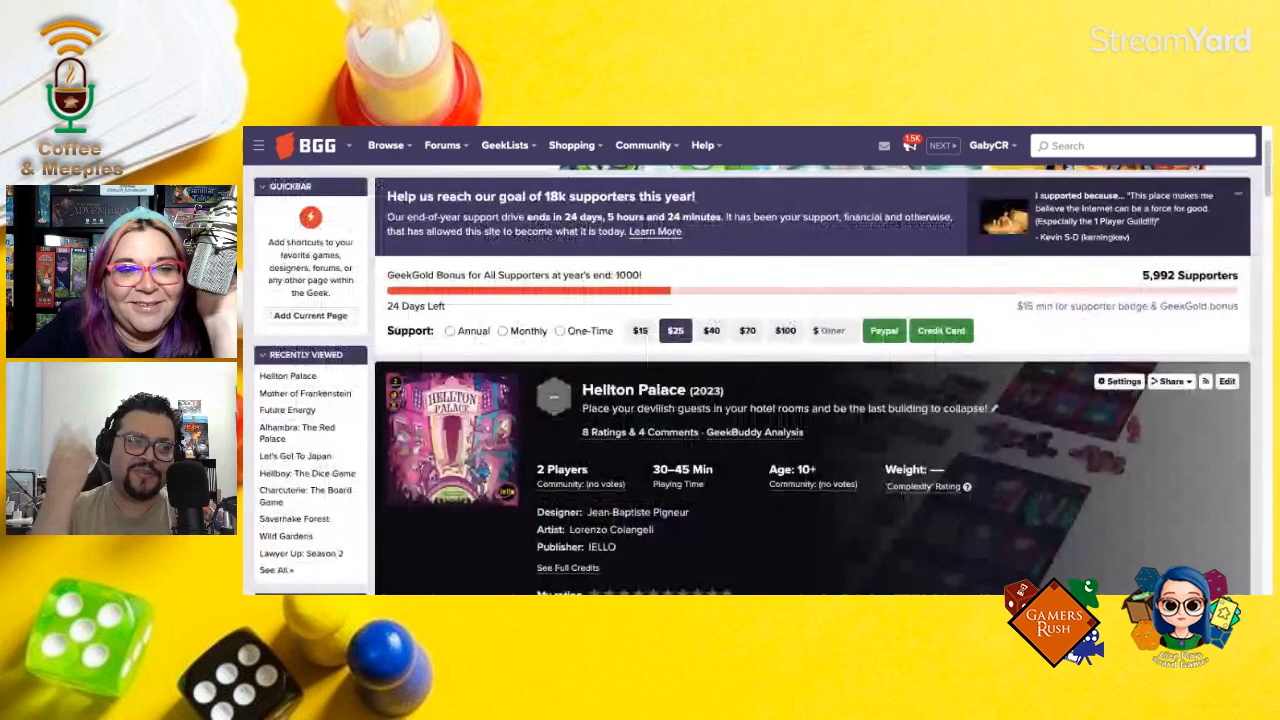 StreamYard
Coffee
& Meeples
BGG
Browse
Forums
GeekLists
Shopping
Community
Help
1.5K
NEXT
GabyCR
Search
QUICKBAR
Add shortcuts to your
favorite games,
designers, forums, or
any other page within
the Geek.
Add Current Page
RECENTLY VIEWED
Hellton Palace
Mother of Frankenstein
Future Energy
Alhambra: The Red
Palace
Let's Go! To Japan
Hellboy: The Dice Game
Charcuterie: The Board
Game
Savernake Forest
Wild Gardens
Lawyer Up: Season 2
See All »
Help us reach our goal of 18k supporters this year!
Our end-of-year support drive ends in 24 days, 5 hours and 24 minutes. It has been your support, financial and otherwise,
that has allowed this site to become what it is today. Learn More
I supported because... "This place makes me
believe the internet can be a force for good.
(Especially the 1 Player Guild!!!)"
- Kevin S-D (kerningkev)
GeekGold Bonus for All Supporters at year's end: 1000!
5,992 Supporters
24 Days Left
$15 min for supporter badge & GeekGold bonus
Support: Annual Monthly One-Time $15 $25 $40 $70 $100 $ Other Paypal Credit Card
Settings Share Edit
HELLTON
PALACE
Hellton Palace (2023)
Place your devilish guests in your hotel rooms and be the last building to collapse!
8 Ratings & 4 Comments · GeekBuddy Analysis
2 Players
Community: (no votes)
30–45 Min
Playing Time
Age: 10+
Community: (no votes)
Weight: —
'Complexity' Rating
Designer: Jean-Baptiste Pigneur
Artist: Lorenzo Colangeli
Publisher: IELLO
See Full Credits
My rating
GAMERS
RUSH